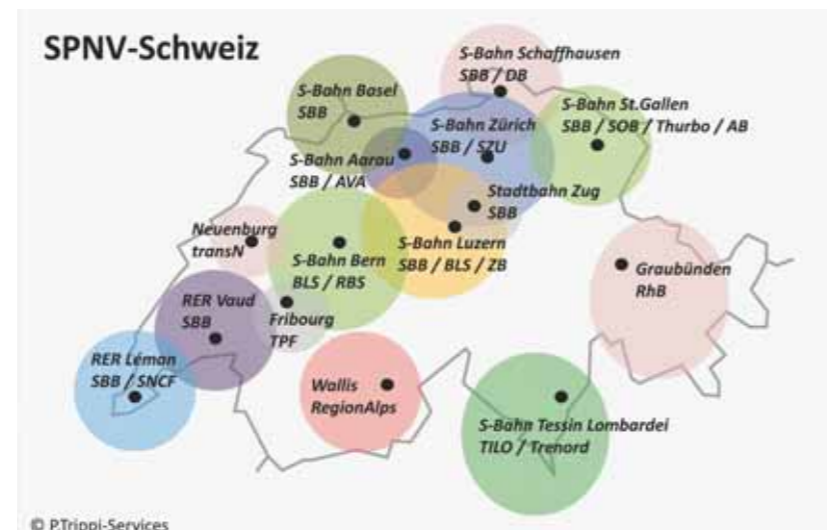 SPNV-Schweiz
S-Bahn Schaffhausen
SBB / DB
S-Bahn Basel
SBB
S-Bahn St.Gallen
SBB / SOB / Thurbo / AB
S-Bahn Zürich
SBB / SZU
S-Bahn Aarau
SBB / AVA
Stadtbahn Zug
SBB
Neuenburg
transN
S-Bahn Luzern
SBB / BLS / ZB
S-Bahn Bern
BLS / RBS
Graubünden
RhB
RER Vaud
SBB
Fribourg
TPF
RER Léman
SBB / SNCF
Wallis
RegionAlps
S-Bahn Tessin Lombardei
TILO / Trenord
© P.Trippi-Services